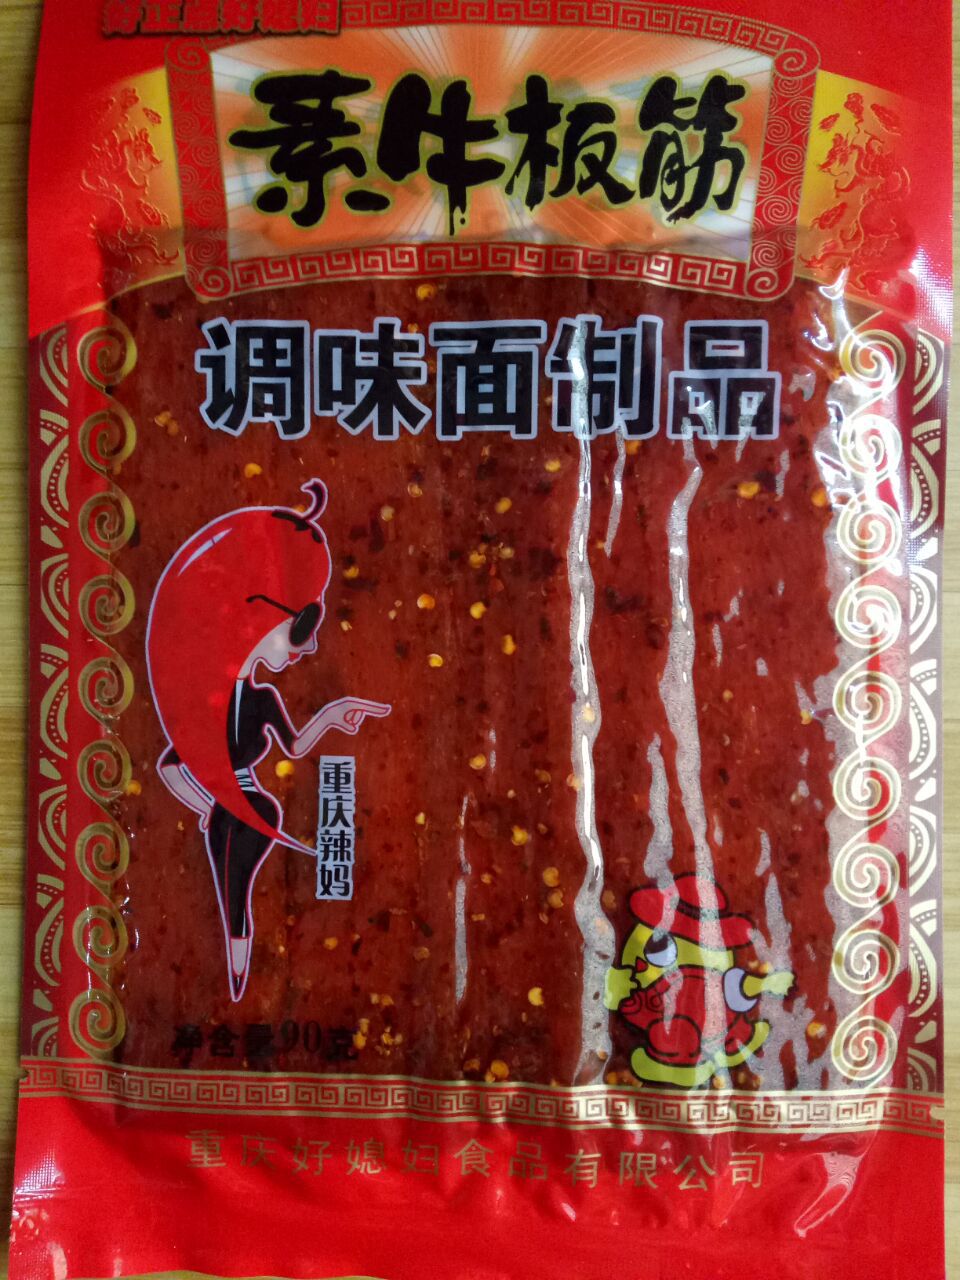 素牛板筋
调味面制品
重庆辣妈
净含量90克
重庆好媳妇食品有限公司